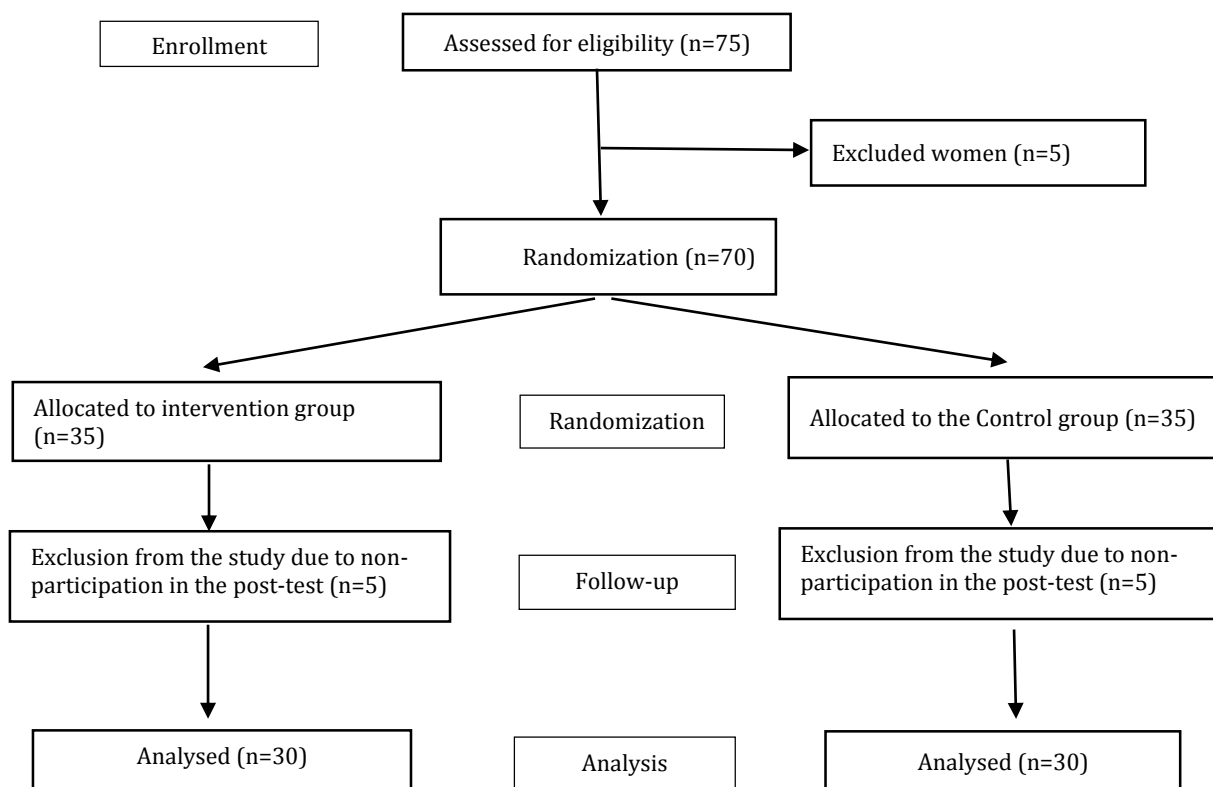 Enrollment
Assessed for eligibility (n=75)
Excluded women (n=5)
Randomization (n=70)
Allocated to intervention group
(n=35)
Randomization
Allocated to the Control group (n=35)
Exclusion from the study due to non-
participation in the post-test (n=5)
Follow-up
Exclusion from the study due to non-
participation in the post-test (n=5)
Analysed (n=30)
Analysis
Analysed (n=30)